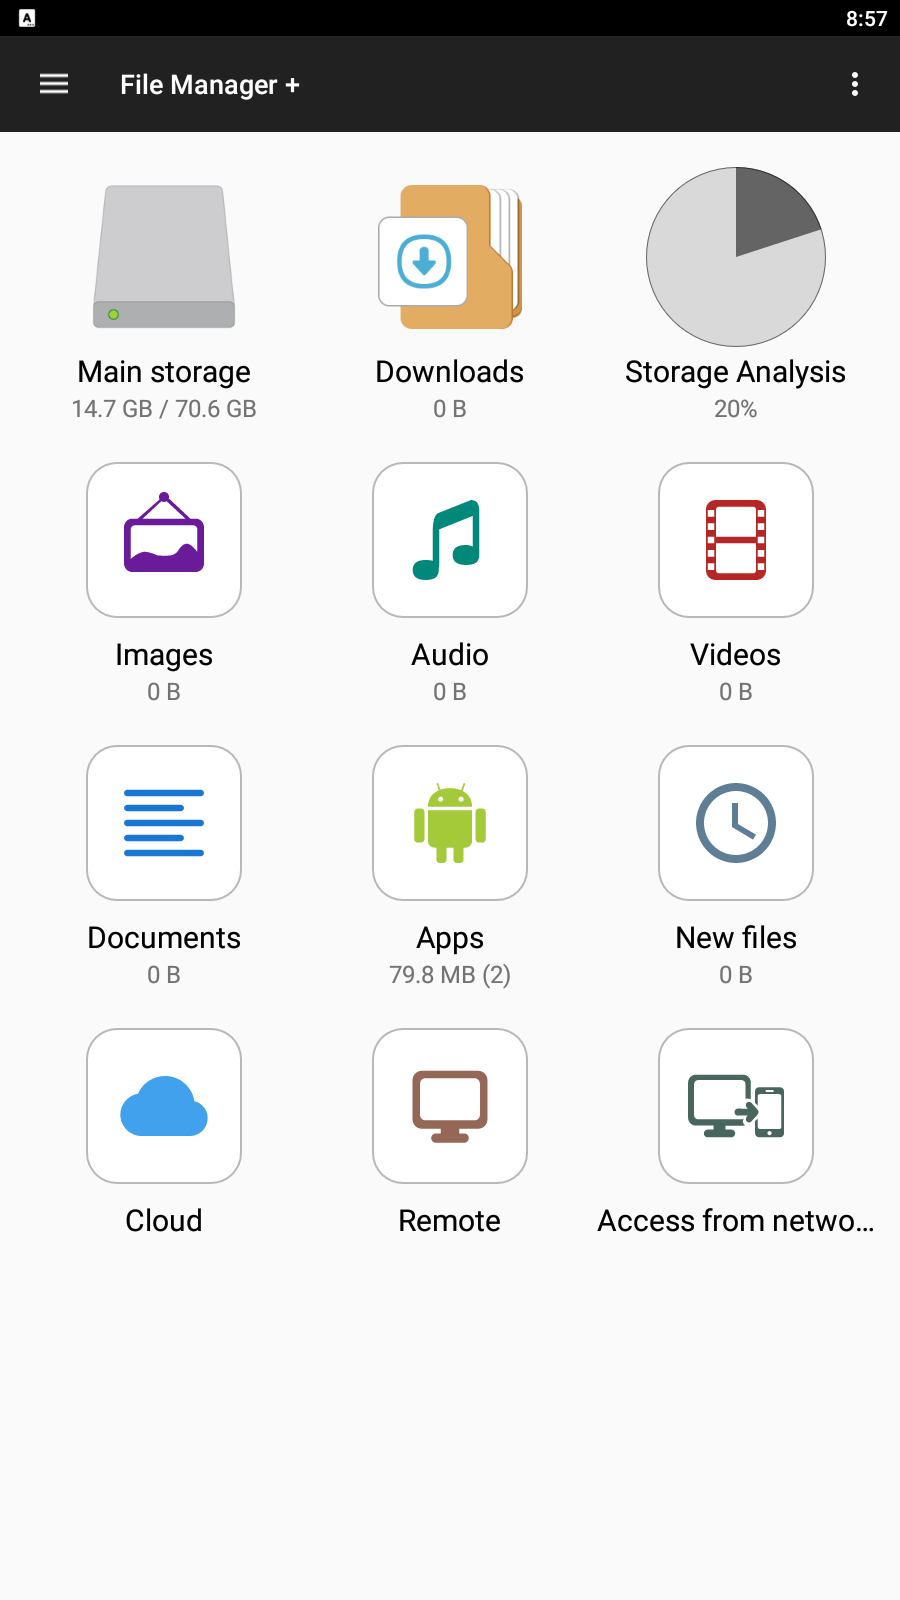 8:57
File Manager +
Main storage
14.7 GB / 70.6 GB
Downloads
0 B
Storage Analysis
20%
Images
0 B
Audio
0 B
Videos
0 B
Documents
0 B
Apps
79.8 MB (2)
New files
0 B
Cloud
Remote
Access from netwo...